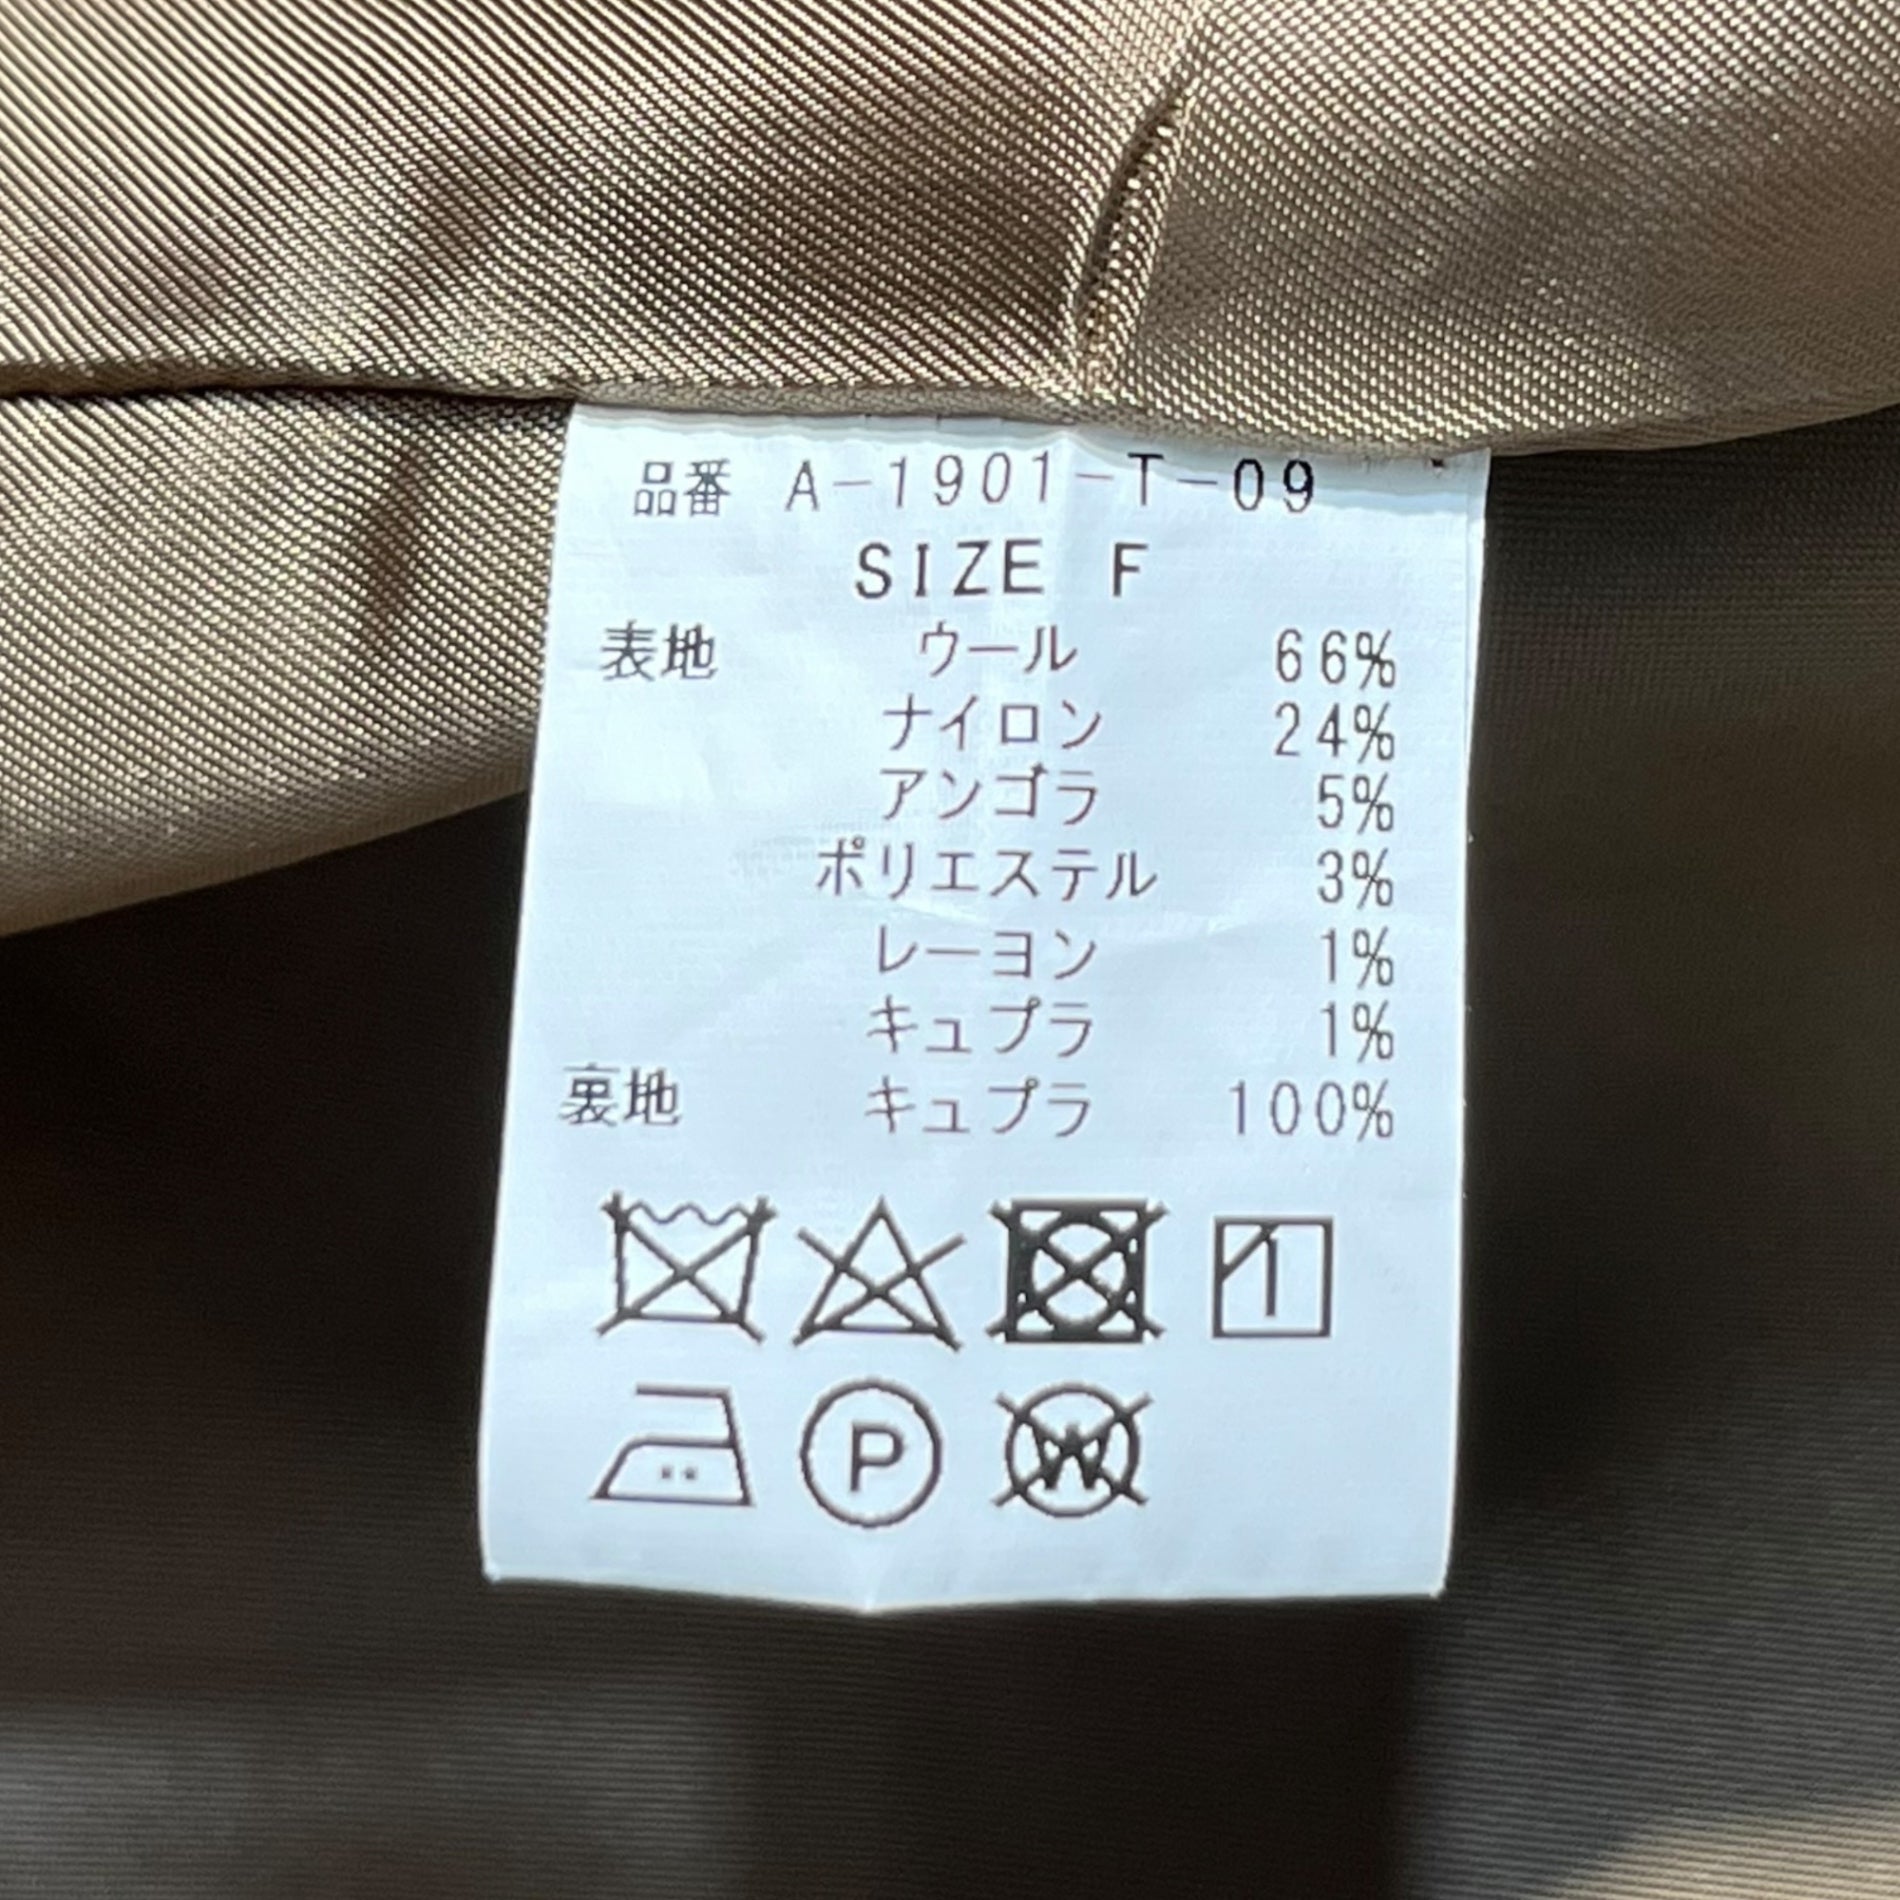 品番 A-1901-T-09
SIZE F
表地 ウール 66%
ナイロン 24%
アンゴラ 5%
ポリエステル 3%
レーヨン 1%
キュプラ 1%
裏地 キュプラ 100%
P
W